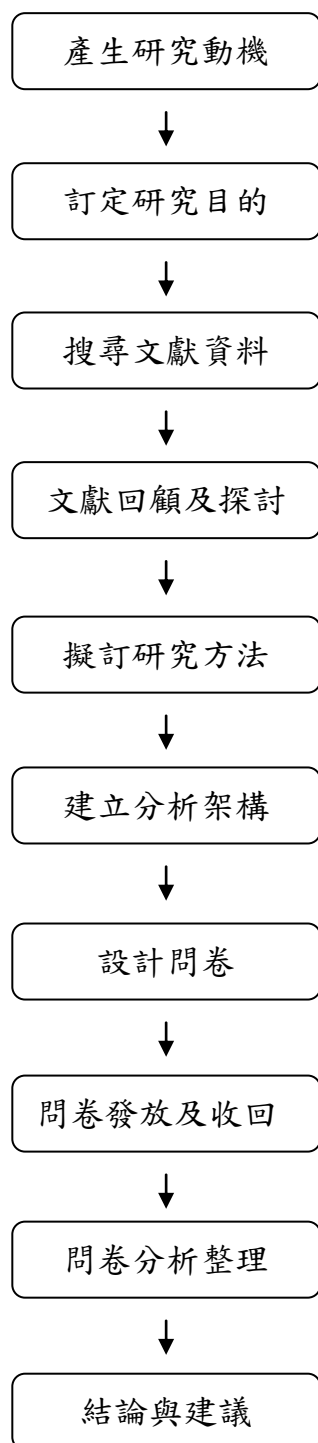 產生研究動機
訂定研究目的
搜尋文獻資料
文獻回顧及探討
擬訂研究方法
建立分析架構
設計問卷
問卷發放及收回
問卷分析整理
結論與建議